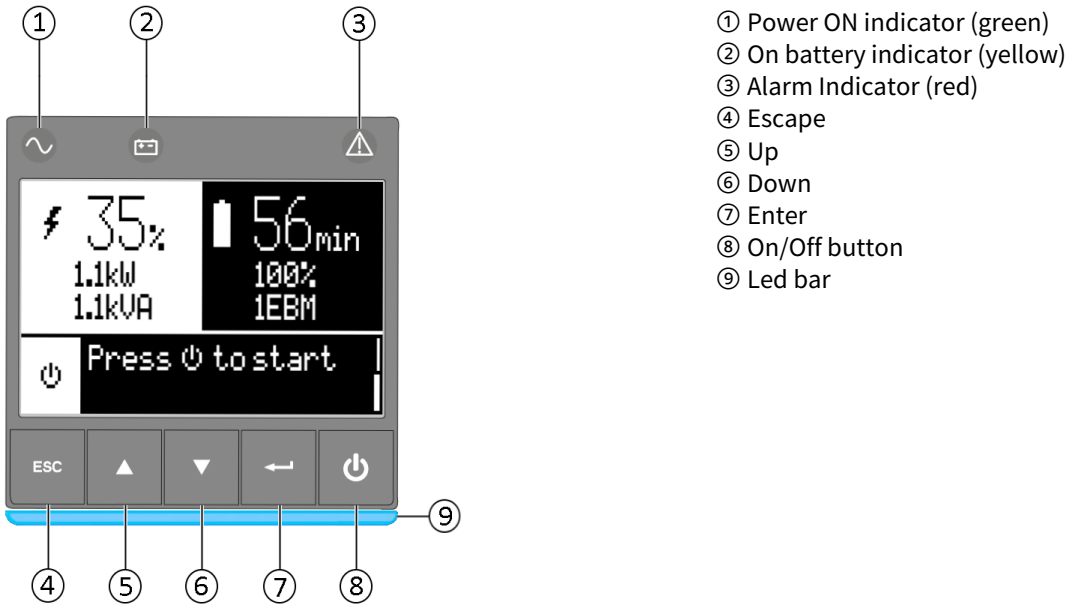 ① ② ③
① Power ON indicator (green)
② On battery indicator (yellow)
③ Alarm Indicator (red)
④ Escape
⑤ Up
⑥ Down
⑦ Enter
⑧ On/Off button
⑨ Led bar
35%
1.1kW
1.1kVA
56min
100%
1EBM
Press ⏻ to start
ESC
⑨
④ ⑤ ⑥ ⑦ ⑧